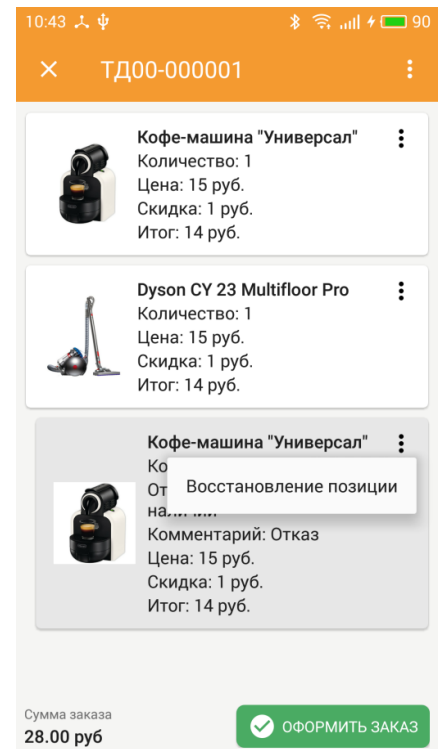 10:43 90
ТД00-000001
Кофе-машина "Универсал"
Количество: 1
Цена: 15 руб.
Скидка: 1 руб.
Итог: 14 руб.
Dyson CY 23 Multifloor Pro
Количество: 1
Цена: 15 руб.
Скидка: 1 руб.
Итог: 14 руб.
Кофе-машина "Универсал"
Ко
Восстановление позиции
От
Комментарий: Отказ
Цена: 15 руб.
Скидка: 1 руб.
Итог: 14 руб.
Сумма заказа
28.00 руб
ОФОРМИТЬ ЗАКАЗ